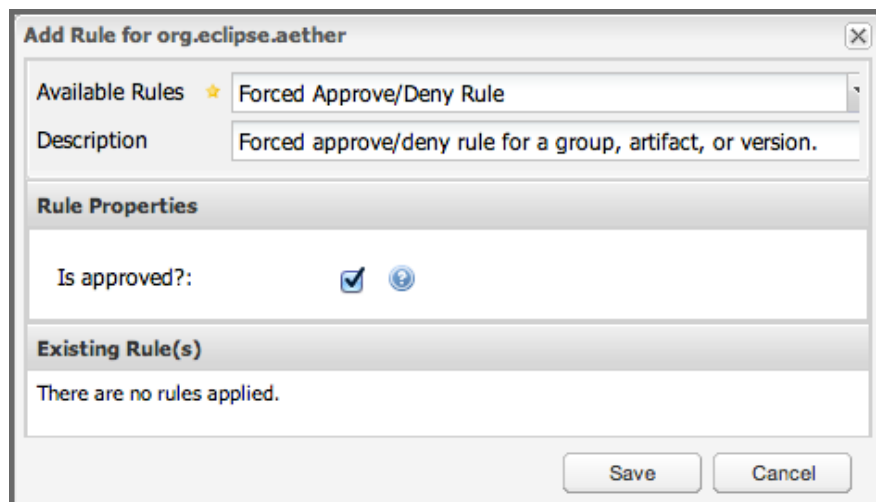 Add Rule for org.eclipse.aether
Available Rules Forced Approve/Deny Rule
Description Forced approve/deny rule for a group, artifact, or version.
Rule Properties
Is approved?: ?
Existing Rule(s)
There are no rules applied.
Save Cancel